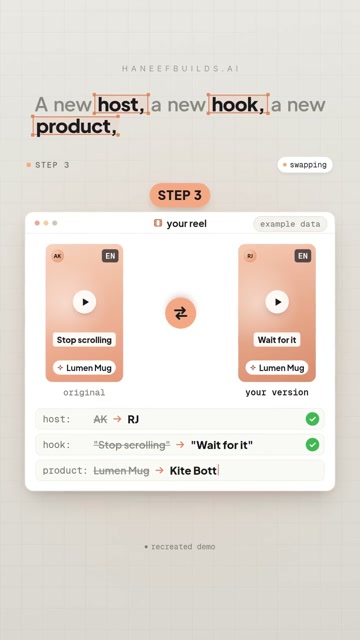 HANEEFBUILDS.AI
A new host, a new hook, a new
product,
STEP 3
swapping
STEP 3
your reel
example data
AK
EN
RJ
EN
Stop scrolling
Wait for it
Lumen Mug
Lumen Mug
original
your version
host: AK → RJ
hook: "Stop scrolling" → "Wait for it"
product: Lumen Mug → Kite Bott
recreated demo